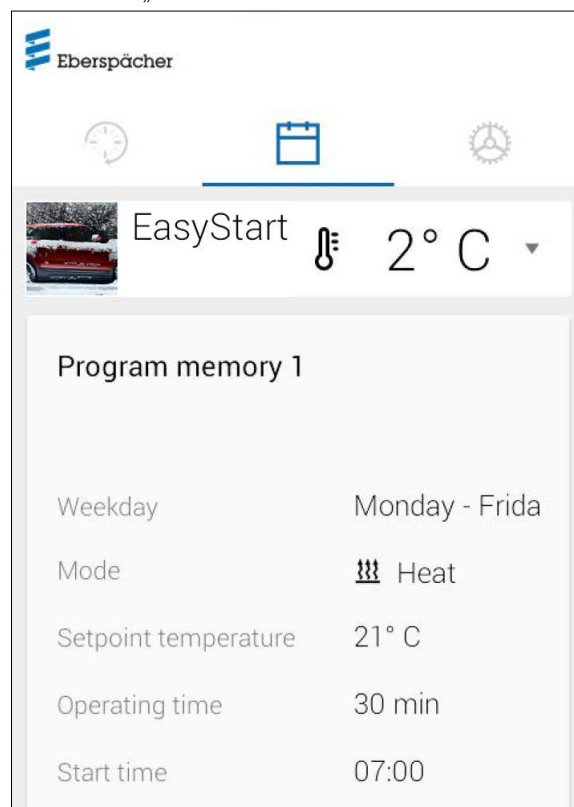 „
Eberspächer
EasyStart 2° C
Program memory 1
Weekday Monday - Frida
Mode Heat
Setpoint temperature 21° C
Operating time 30 min
Start time 07:00